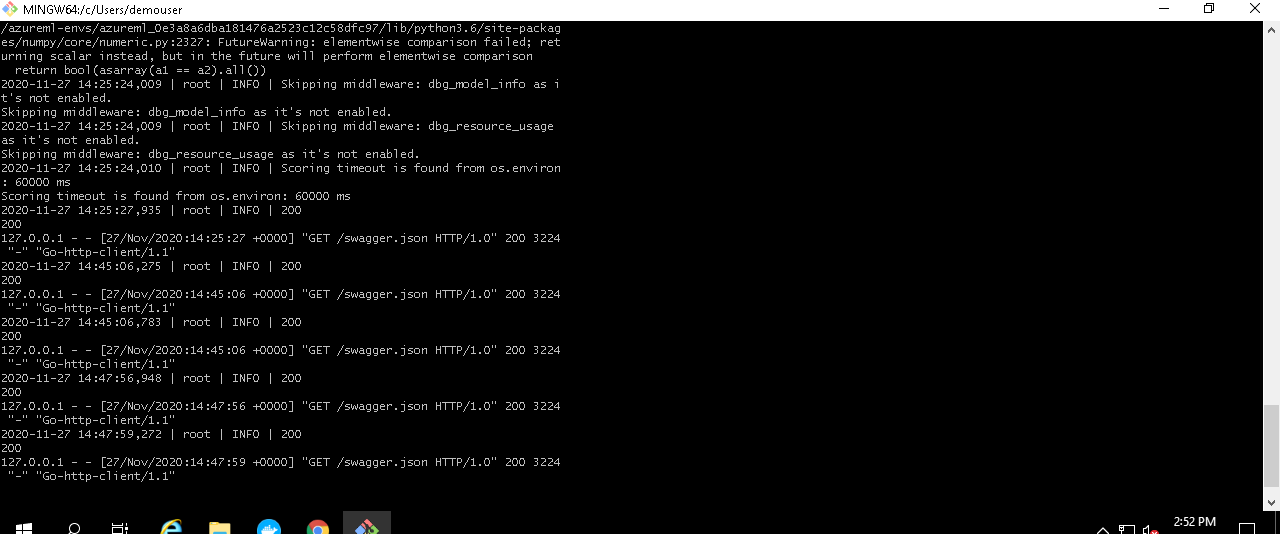 MINGW64:/c/Users/demouser
/azureml-envs/azureml_0e3a8a6dba181476a2523c12c58dfc97/lib/python3.6/site-packag
es/numpy/core/numeric.py:2327: FutureWarning: elementwise comparison failed; ret
urning scalar instead, but in the future will perform elementwise comparison
  return bool(asarray(a1 == a2).all())
2020-11-27 14:25:24,009 | root | INFO | Skipping middleware: dbg_model_info as i
t's not enabled.
Skipping middleware: dbg_model_info as it's not enabled.
2020-11-27 14:25:24,009 | root | INFO | Skipping middleware: dbg_resource_usage
as it's not enabled.
Skipping middleware: dbg_resource_usage as it's not enabled.
2020-11-27 14:25:24,010 | root | INFO | Scoring timeout is found from os.environ
: 60000 ms
Scoring timeout is found from os.environ: 60000 ms
2020-11-27 14:25:27,935 | root | INFO | 200
200
127.0.0.1 - - [27/Nov/2020:14:25:27 +0000] "GET /swagger.json HTTP/1.0" 200 3224
 "-" "Go-http-client/1.1"
2020-11-27 14:45:06,275 | root | INFO | 200
200
127.0.0.1 - - [27/Nov/2020:14:45:06 +0000] "GET /swagger.json HTTP/1.0" 200 3224
 "-" "Go-http-client/1.1"
2020-11-27 14:45:06,783 | root | INFO | 200
200
127.0.0.1 - - [27/Nov/2020:14:45:06 +0000] "GET /swagger.json HTTP/1.0" 200 3224
 "-" "Go-http-client/1.1"
2020-11-27 14:47:56,948 | root | INFO | 200
200
127.0.0.1 - - [27/Nov/2020:14:47:56 +0000] "GET /swagger.json HTTP/1.0" 200 3224
 "-" "Go-http-client/1.1"
2020-11-27 14:47:59,272 | root | INFO | 200
200
127.0.0.1 - - [27/Nov/2020:14:47:59 +0000] "GET /swagger.json HTTP/1.0" 200 3224
 "-" "Go-http-client/1.1"
2:52 PM